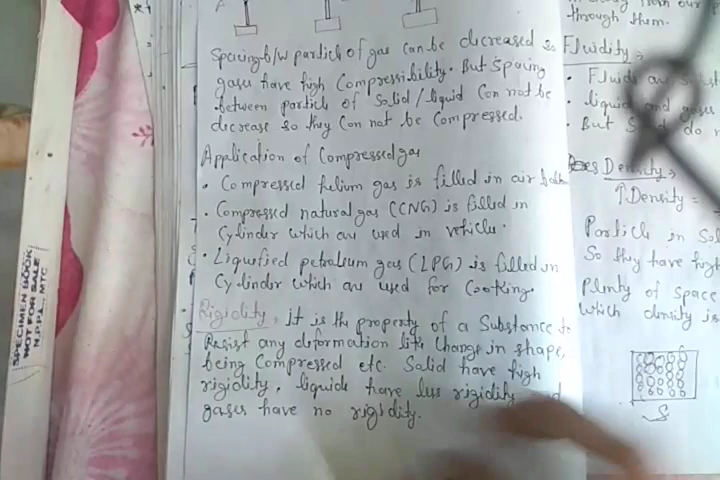 Spacing b/w particls of gas can be decreased so
gases have high Compressibility. But Spacing
between particls of Solid/liquid Can not be
decrease so they Can not be Compressed.
Application of Compressed gas
• Compressed helium gas is filled in air
• Compressed natural gas (CNG) is filled in
Cylinder which are used in vehicle.
• Liquefied petroleum gas (LPG) is filled in
Cylinder which are used for Cooking.
Rigidity, it is the property of a Substance to
Resist any deformation like Change in shape,
being Compressed etc. Solid have high
rigidity, liquids have less rigidity
gases have no rigidity.
through them.
Fluidity
• Fluids are
• liquid and gases
• But do
Density
Density =
Particls in Sol
So they have high
Plenty of Space
which density is
S
SPECIMEN BOOK
NOT FOR SALE
N.P.P.L., MTC